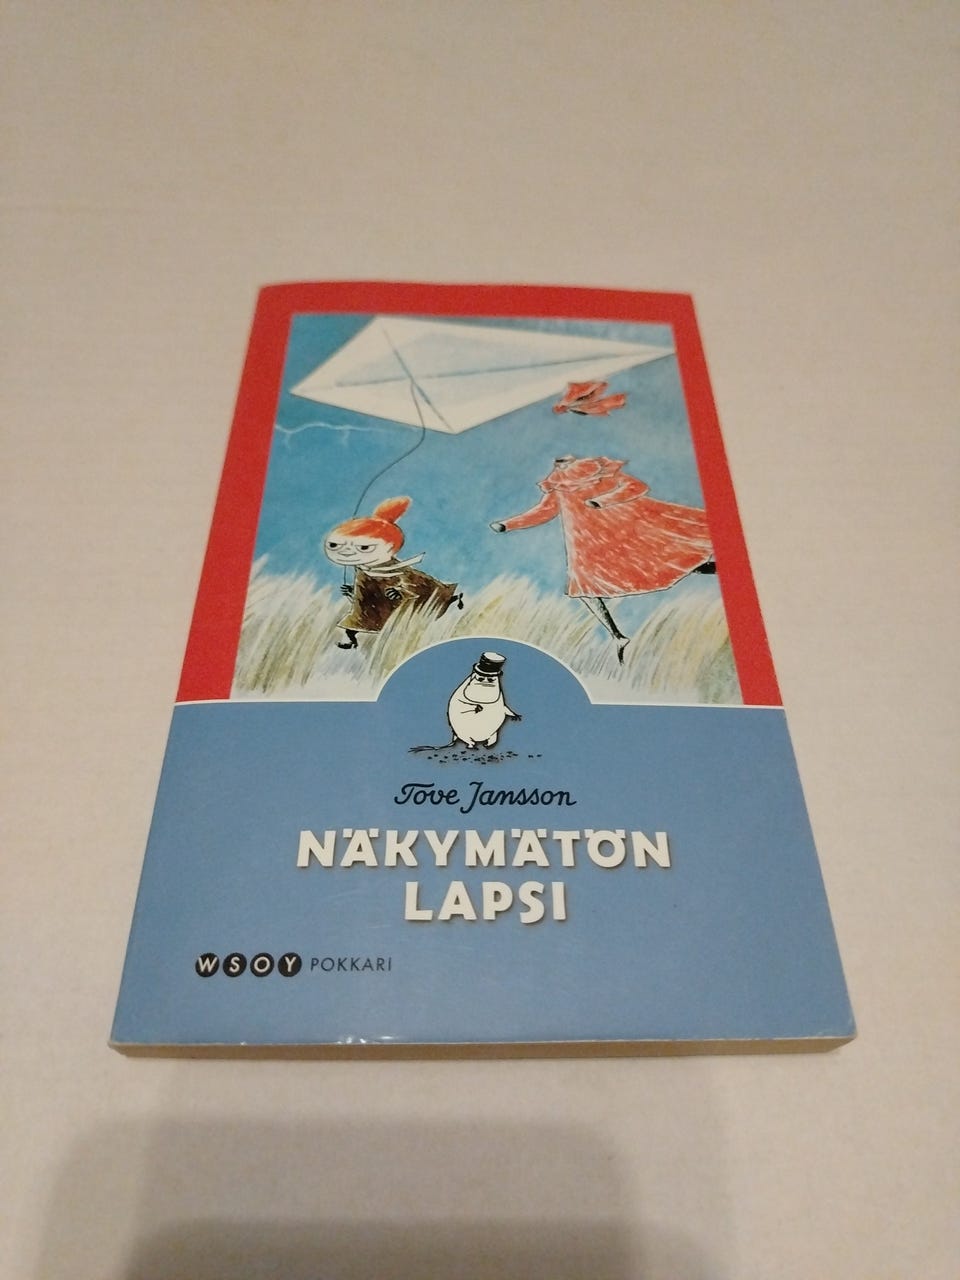 Tove Jansson
NÄKYMÄTÖN
LAPSI
WSOY POKKARI